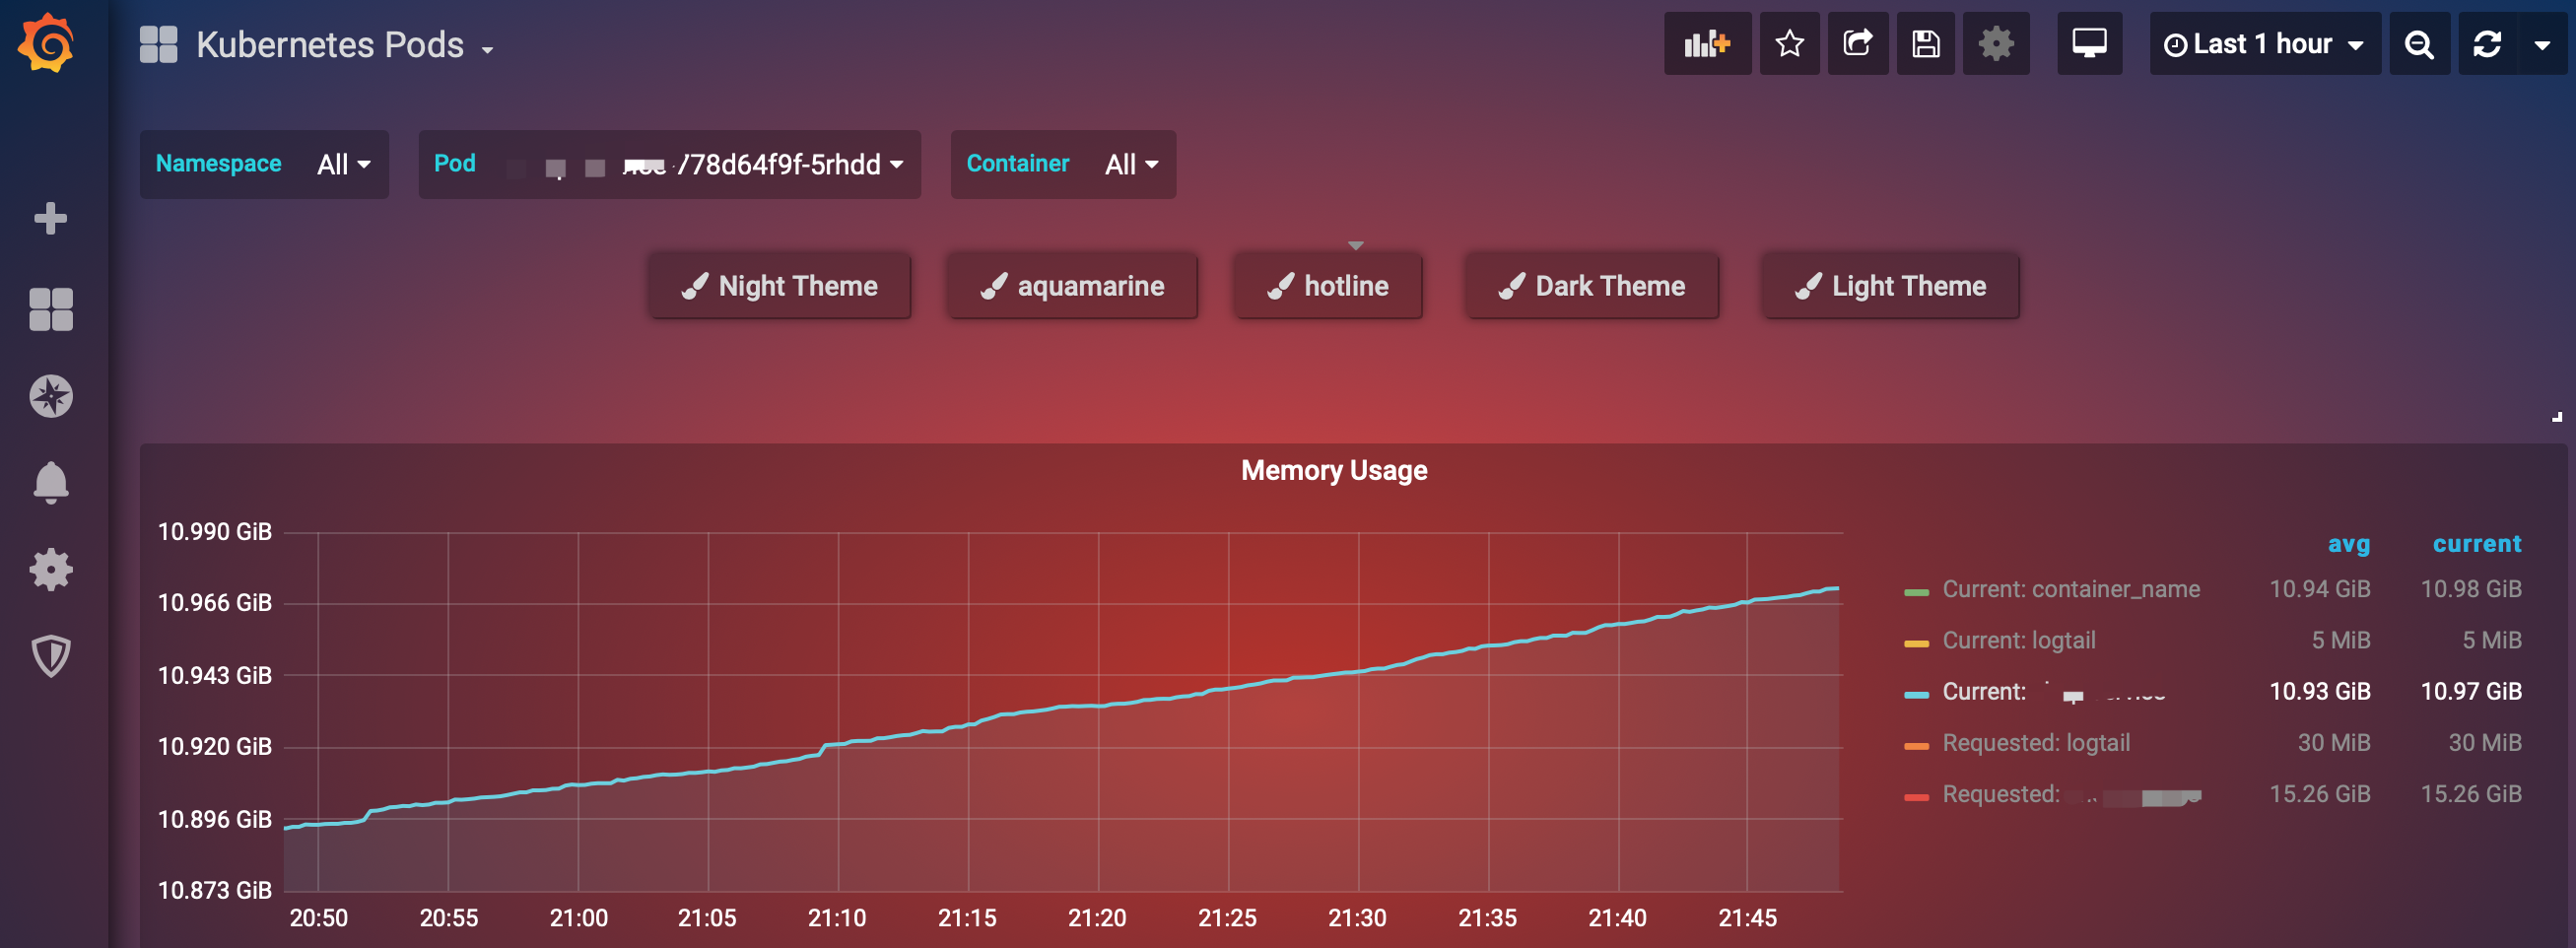 Kubernetes Pods
Last 1 hour
Namespace All
Pod 778d64f9f-5rhdd
Container All
Night Theme
aquamarine
hotline
Dark Theme
Light Theme
Memory Usage
10.990 GiB
10.966 GiB
10.943 GiB
10.920 GiB
10.896 GiB
10.873 GiB
20:50 20:55 21:00 21:05 21:10 21:15 21:20 21:25 21:30 21:35 21:40 21:45
avg current
Current: container_name 10.94 GiB 10.98 GiB
Current: logtail 5 MiB 5 MiB
Current: 10.93 GiB 10.97 GiB
Requested: logtail 30 MiB 30 MiB
Requested: 15.26 GiB 15.26 GiB